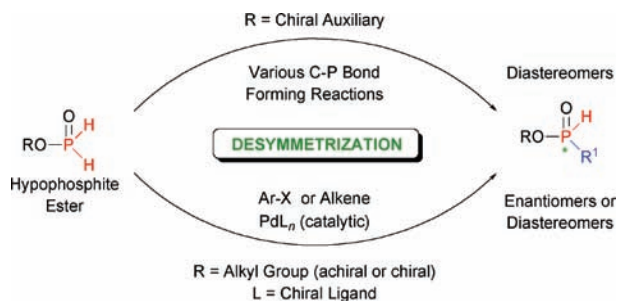 R = Chiral Auxiliary
Various C-P Bond
Forming Reactions
Diastereomers
O
RO-P
H
H
Hypophosphite
Ester
DESYMMETRIZATION
O
RO-P
H
*
R¹
Ar-X or Alkene
PdLₙ (catalytic)
Enantiomers or
Diastereomers
R = Alkyl Group (achiral or chiral)
L = Chiral Ligand